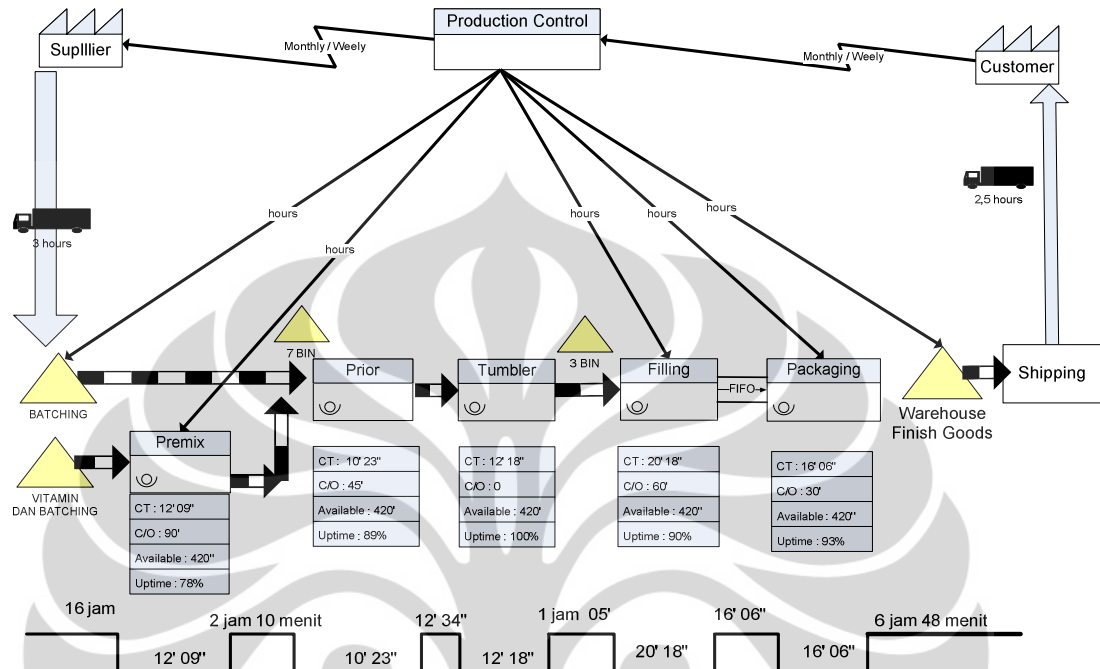 Production Control
Suplllier
Monthly / Weely
Monthly / Weely
Customer
3 hours
2,5 hours
hours
hours
hours
hours
hours
7 BIN
3 BIN
BATCHING
Prior
Tumbler
Filling
FIFO
Packaging
Shipping
Warehouse
Finish Goods
Premix
VITAMIN
DAN BATCHING
CT : 12' 09"
C/O : 90'
Available : 420"
Uptime : 78%
CT : 10' 23"
C/O : 45'
Available : 420'
Uptime : 89%
CT : 12' 18"
C/O : 0
Available : 420'
Uptime : 100%
CT : 20' 18"
C/O : 60'
Available : 420"
Uptime : 90%
CT : 16' 06"
C/O : 30'
Available : 420"
Uptime : 93%
16 jam
2 jam 10 menit
12' 34"
1 jam 05'
16' 06"
6 jam 48 menit
12' 09"
10' 23"
12' 18"
20' 18"
16' 06"